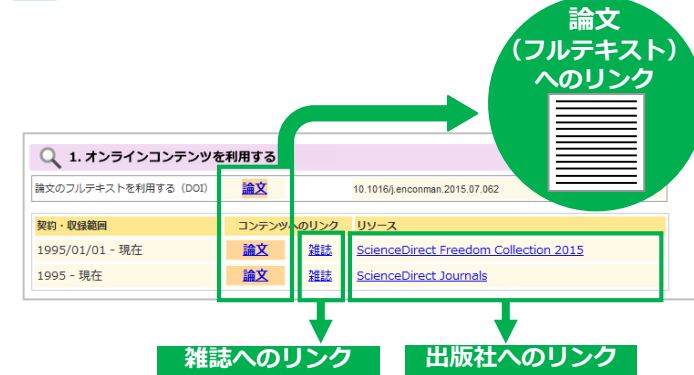 論文
（フルテキスト）
へのリンク
1. オンラインコンテンツを利用する
論文のフルテキストを利用する（DOI） 論文 10.1016/j.enconman.2015.07.062
契約・収録範囲 コンテンツへのリンク リソース
1995/01/01 - 現在 論文 雑誌 ScienceDirect Freedom Collection 2015
1995 - 現在 論文 雑誌 ScienceDirect Journals
雑誌へのリンク 出版社へのリンク